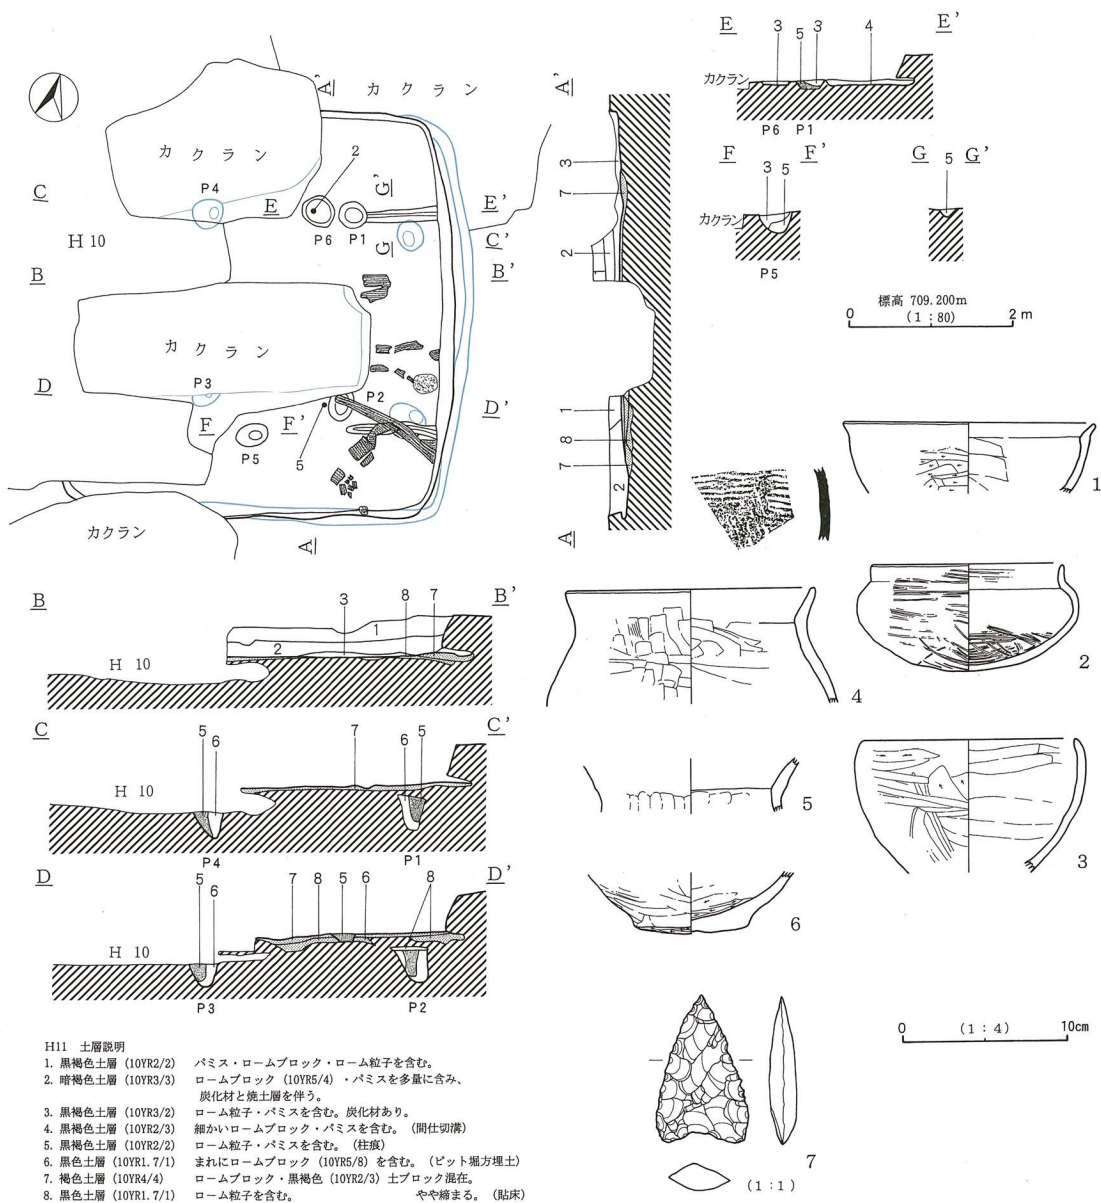 E 3 5 3 4 E'
カクラン
P6 P1
F 3 5 F'
カクラン
P5
G 5 G'
標高 709.200m
0 (1：80) 2m
A' カクラン
カクラン
2
C
P4
E
G'
E'
P6 P1
G
C'
H 10
B
B'
カクラン
D
P3
P2
D'
F
F'
P5
5
カクラン
A
A'
3
7
2
1
8
7
2
A
B 3 8 7 B'
1
2
H 10
C 5 6 7 6 5 C'
H 10
P4 P1
D 5 6 7 8 5 6 8 D'
H 10
P3 P2
1
2
3
4
5
6
7
(1：1)
0 (1：4) 10cm
H11 土層説明
1. 黒褐色土層 (10YR2/2) パミス・ロームブロック・ローム粒子を含む。
2. 暗褐色土層 (10YR3/3) ロームブロック (10YR5/4) ・パミスを多量に含み、
炭化材と焼土層を伴う。
3. 黒褐色土層 (10YR3/2) ローム粒子・パミスを含む。炭化材あり。
4. 黒褐色土層 (10YR2/3) 細かいロームブロック・パミスを含む。（間仕切溝）
5. 黒褐色土層 (10YR2/2) ローム粒子・パミスを含む。（柱痕）
6. 黒色土層 (10YR1.7/1) まれにロームブロック (10YR5/8) を含む。（ピット堀方埋土）
7. 褐色土層 (10YR4/4) ロームブロック・黒褐色 (10YR2/3) 土ブロック混在。
8. 黒色土層 (10YR1.7/1) ローム粒子を含む。 やや締まる。（貼床）